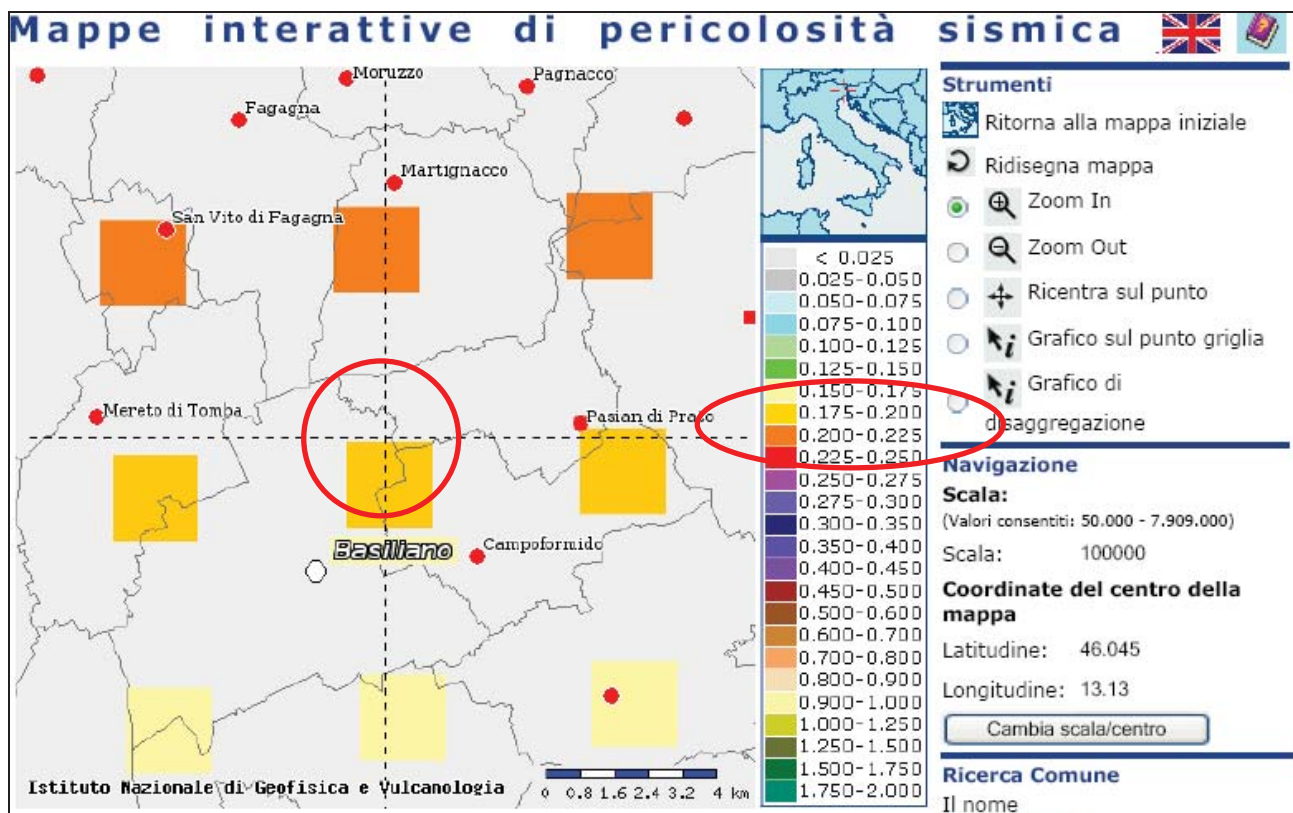 Mappe interattive di pericolosità sismica
Moruzzo
Pagnacco
Fagagna
Martignacco
San Vito di Fagagna
Mereto di Tomba
Pasian di Prato
Basiliano
Campoformido
Istituto Nazionale di Geofisica e Vulcanologia
0 0.8 1.6 2.4 3.2 4 km
< 0.025
0.025-0.050
0.050-0.075
0.075-0.100
0.100-0.125
0.125-0.150
0.150-0.175
0.175-0.200
0.200-0.225
0.225-0.250
0.250-0.275
0.275-0.300
0.300-0.350
0.350-0.400
0.400-0.450
0.450-0.500
0.500-0.600
0.600-0.700
0.700-0.800
0.800-0.900
0.900-1.000
1.000-1.250
1.250-1.500
1.500-1.750
1.750-2.000
Strumenti
Ritorna alla mappa iniziale
Ridisegna mappa
Zoom In
Zoom Out
Ricentra sul punto
Grafico sul punto griglia
Grafico di
disaggregazione
Navigazione
Scala:
(Valori consentiti: 50.000 - 7.909.000)
Scala: 100000
Coordinate del centro della
mappa
Latitudine: 46.045
Longitudine: 13.13
Cambia scala/centro
Ricerca Comune
Il nome